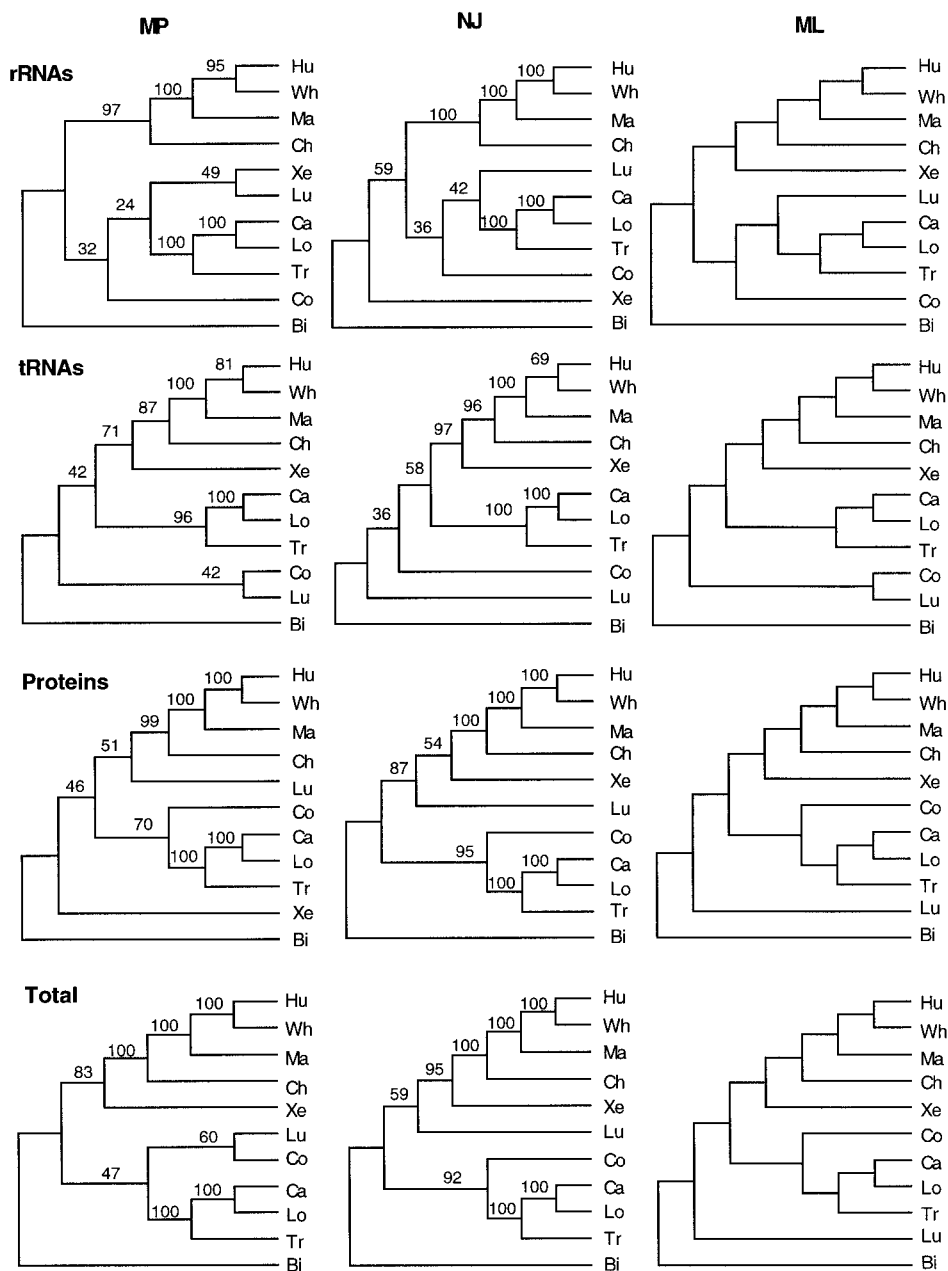 MP NJ ML
rRNAs
95 Hu
100 Wh
97 Ma
Ch
49 Xe
24 Lu
100 Ca
32 100 Lo
Tr
Co
Bi
100 Hu
100 Wh
100 Ma
Ch
59 42 Lu
100 Ca
36 100 Lo
Tr
Co
Xe
Bi
Hu
Wh
Ma
Ch
Xe
Lu
Ca
Lo
Tr
Co
Bi
tRNAs
81 Hu
100 Wh
87 Ma
71 Ch
42 Xe
100 Ca
96 Lo
Tr
42 Co
Lu
Bi
69 Hu
100 Wh
96 Ma
97 Ch
58 Xe
100 Ca
36 100 Lo
Tr
Co
Lu
Bi
Hu
Wh
Ma
Ch
Xe
Ca
Lo
Tr
Co
Lu
Bi
Proteins
100 Hu
100 Wh
99 Ma
51 Ch
46 Lu
70 Co
100 Ca
100 Lo
Tr
Xe
Bi
100 Hu
100 Wh
100 Ma
54 Ch
87 Xe
Lu
95 Co
100 Ca
100 Lo
Tr
Bi
Hu
Wh
Ma
Ch
Xe
Co
Ca
Lo
Tr
Lu
Bi
Total
100 Hu
100 Wh
100 Ma
83 Ch
Xe
60 Lu
47 Co
100 Ca
100 Lo
Tr
Bi
100 Hu
100 Wh
100 Ma
95 Ch
59 Xe
Lu
92 Co
100 Ca
100 Lo
Tr
Bi
Hu
Wh
Ma
Ch
Xe
Co
Ca
Lo
Tr
Lu
Bi